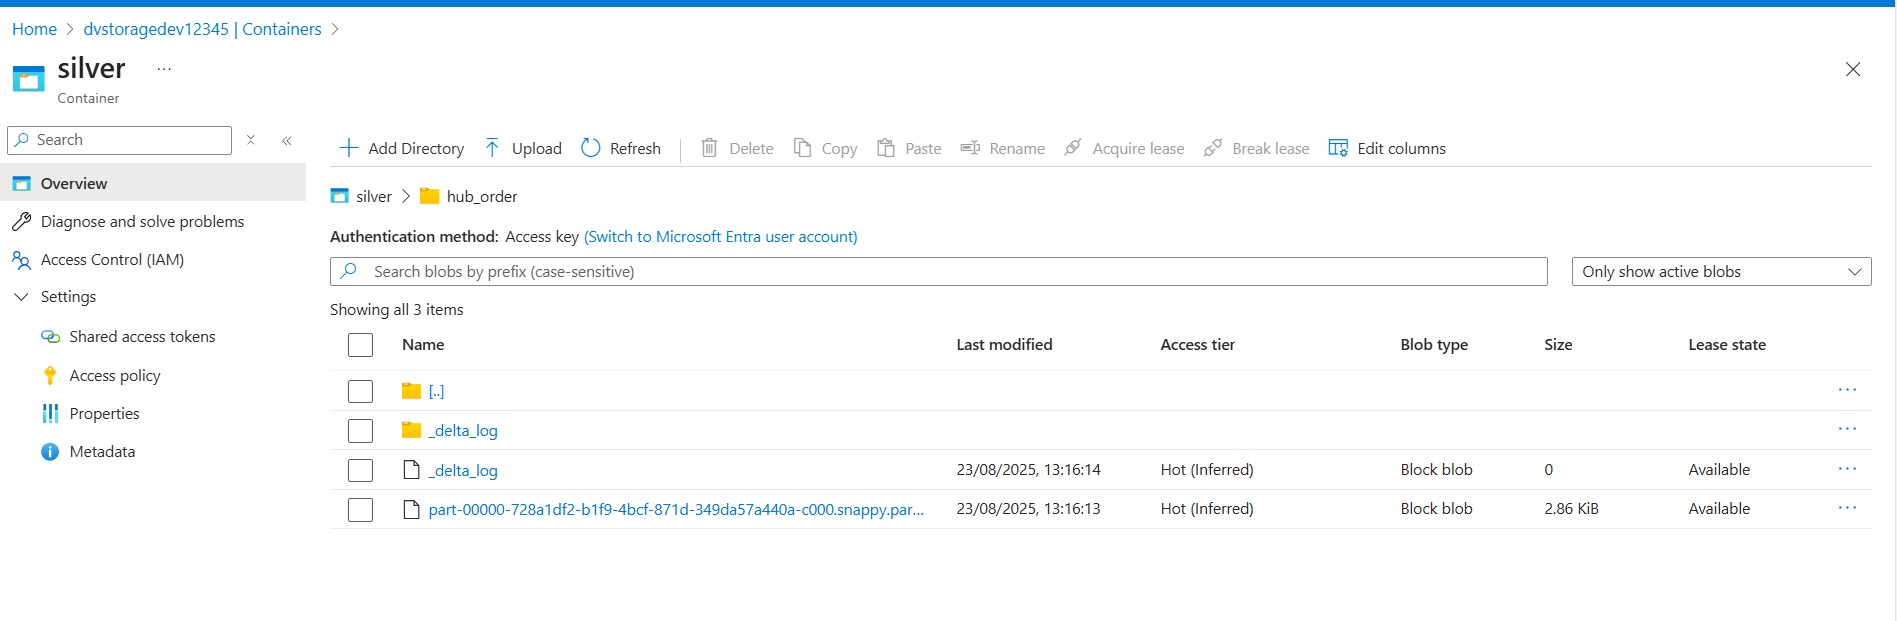 Home > dvstoragedev12345 | Containers >
silver ...
Container
Search
Overview
Diagnose and solve problems
Access Control (IAM)
Settings
Shared access tokens
Access policy
Properties
Metadata
Add Directory Upload Refresh Delete Copy Paste Rename Acquire lease Break lease Edit columns
silver > hub_order
Authentication method: Access key (Switch to Microsoft Entra user account)
Search blobs by prefix (case-sensitive) Only show active blobs
Showing all 3 items
Name Last modified Access tier Blob type Size Lease state
[..] ...
_delta_log ...
_delta_log 23/08/2025, 13:16:14 Hot (Inferred) Block blob 0 Available ...
part-00000-728a1df2-b1f9-4bcf-871d-349da57a440a-c000.snappy.par... 23/08/2025, 13:16:13 Hot (Inferred) Block blob 2.86 KiB Available ...